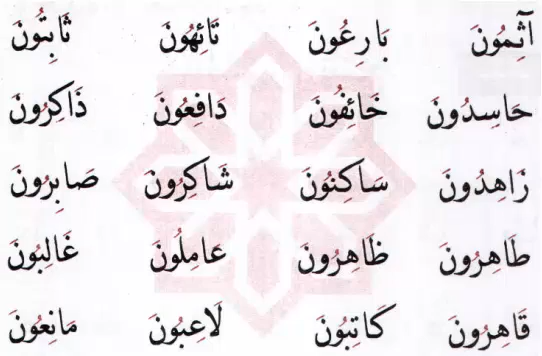 آثِمُونَ بَارِعُونَ تَائِهُونَ ثَابِتُونَ
حَاسِدُونَ خَائِفُونَ دَافِعُونَ ذَاكِرُونَ
زَاهِدُونَ سَاكِنُونَ شَاكِرُونَ صَابِرُونَ
طَاهِرُونَ ظَاهِرُونَ عَامِلُونَ غَالِبُونَ
قَاهِرُونَ كَاتِبُونَ لَاعِبُونَ مَانِعُونَ